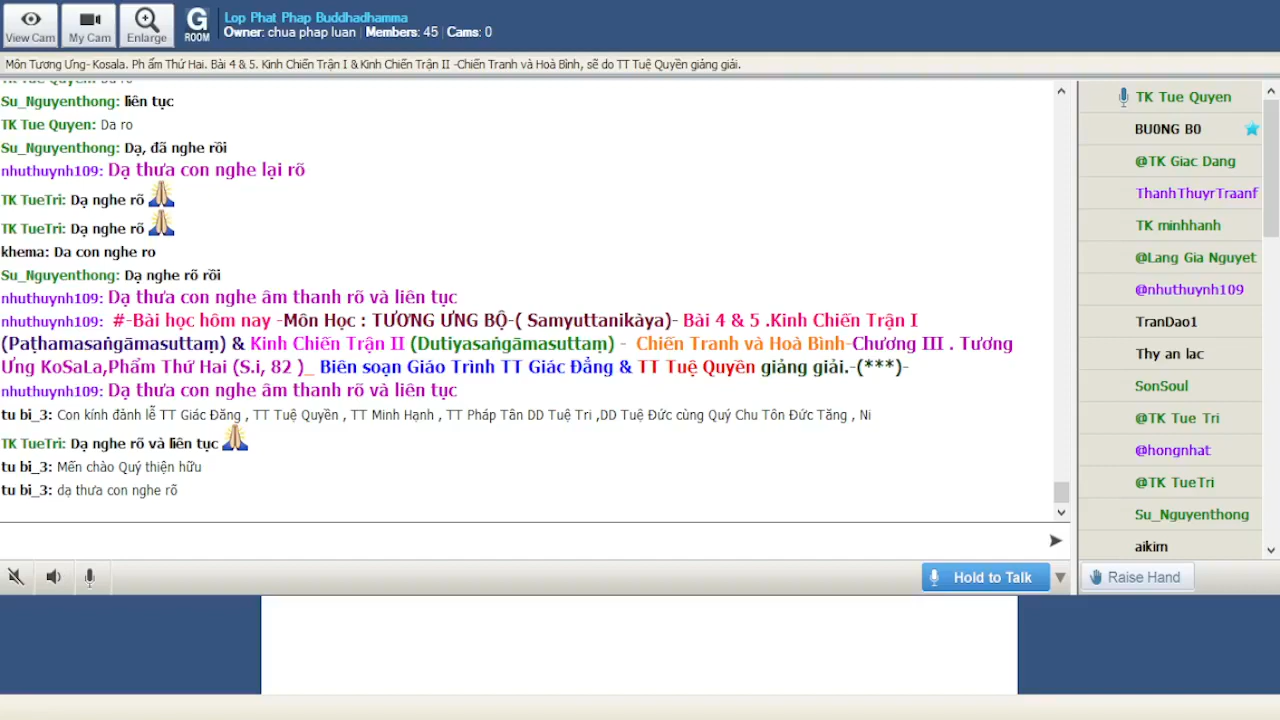 View Cam
My Cam
Enlarge
G
ROOM
Lop Phat Phap Buddhadhamma
Owner: chua phap luan | Members: 45 | Cams: 0
Môn Tương Ưng- Kosala. Ph ẩm Thứ Hai. Bài 4 & 5. Kinh Chiến Trận I & Kinh Chiến Trận II -Chiến Tranh và Hoà Bình, sẽ do TT Tuệ Quyền giảng giải.
Su_Nguyenthong: liên tục
TK Tue Quyen: Da ro
Su_Nguyenthong: Dạ, đã nghe rồi
nhuthuynh109: Dạ thưa con nghe lại rõ
TK TueTri: Dạ nghe rõ
TK TueTri: Dạ nghe rõ
khema: Da con nghe ro
Su_Nguyenthong: Dạ nghe rõ rồi
nhuthuynh109: Dạ thưa con nghe âm thanh rõ và liên tục
nhuthuynh109: #-Bài học hôm nay -Môn Học : TƯƠNG ƯNG BỘ-( Samyuttanikàya)- Bài 4 & 5 .Kinh Chiến Trận I
(Paṭhamasaṅgāmasuttaṃ) & Kinh Chiến Trận II (Dutiyasaṅgāmasuttaṃ) - Chiến Tranh và Hoà Bình-Chương III . Tương
Ưng KoSaLa,Phẩm Thứ Hai (S.i, 82 )_ Biên soạn Giáo Trình TT Giác Đẳng & TT Tuệ Quyền giảng giải.-(***)-
nhuthuynh109: Dạ thưa con nghe âm thanh rõ và liên tục
tu bi_3: Con kính đảnh lễ TT Giác Đăng , TT Tuệ Quyền , TT Minh Hạnh , TT Pháp Tân DD Tuệ Tri ,DD Tuệ Đức cùng Quý Chu Tôn Đức Tăng , Ni
TK TueTri: Dạ nghe rõ và liên tục
tu bi_3: Mến chào Quý thiện hữu
tu bi_3: dạ thưa con nghe rõ
Hold to Talk
TK Tue Quyen
BU0NG B0
@TK Giac Dang
ThanhThuyrTraanf
TK minhhanh
@Lang Gia Nguyet
@nhuthuynh109
TranDao1
Thy an lac
SonSoul
@TK Tue Tri
@hongnhat
@TK TueTri
Su_Nguyenthong
aikim
Raise Hand